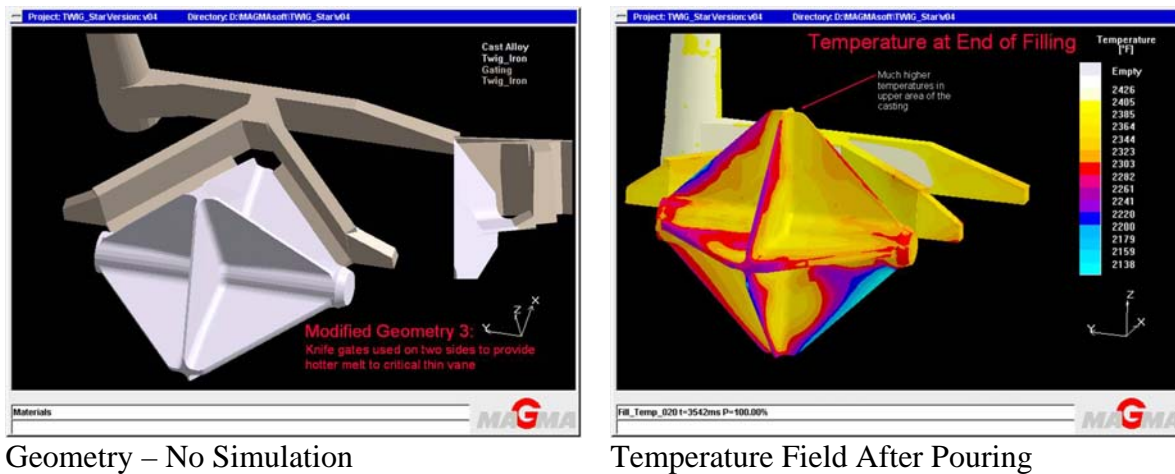 Project: TWIG_StarVersion: v04 Directory: D:\MAGMAsoft\TWIG_Star\v04
Cast Alloy
Twig_Iron
Gating
Twig_Iron
Modified Geometry 3:
Knife gates used on two sides to provide
hotter melt to critical thin vane
Z
X
Y
Materials
MAGMA
Geometry – No Simulation
Project: TWIG_StarVersion: v04 Directory: D:\MAGMAsoft\TWIG_Star\v04
Temperature at End of Filling
Temperature
[°F]
Much higher
temperatures in
upper area of the
casting
Empty
2426
2405
2385
2364
2344
2323
2303
2282
2261
2241
2220
2200
2179
2159
2138
Z
Y
X
Fill_Temp_020 t=3542ms P=100.00%
MAGMA
Temperature Field After Pouring